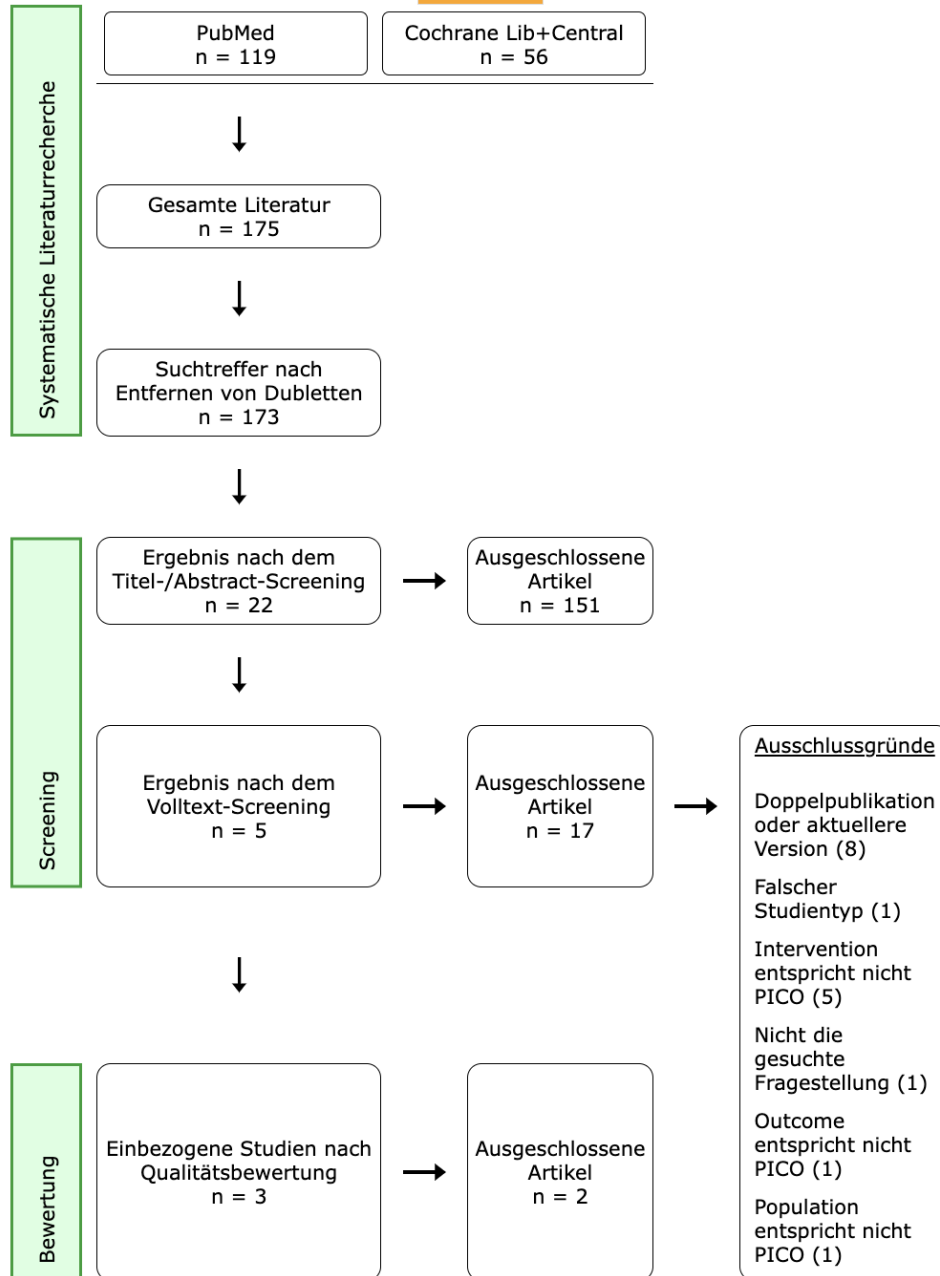 PubMed
n = 119
Cochrane Lib+Central
n = 56
Systematische Literaturrecherche
Gesamte Literatur
n = 175
Suchtreffer nach
Entfernen von Dubletten
n = 173
Screening
Ergebnis nach dem
Titel-/Abstract-Screening
n = 22
Ausgeschlossene
Artikel
n = 151
Ergebnis nach dem
Volltext-Screening
n = 5
Ausgeschlossene
Artikel
n = 17
Ausschlussgründe
Doppelpublikation
oder aktuellere
Version (8)
Falscher
Studientyp (1)
Intervention
entspricht nicht
PICO (5)
Nicht die
gesuchte
Fragestellung (1)
Outcome
entspricht nicht
PICO (1)
Population
entspricht nicht
PICO (1)
Bewertung
Einbezogene Studien nach
Qualitätsbewertung
n = 3
Ausgeschlossene
Artikel
n = 2